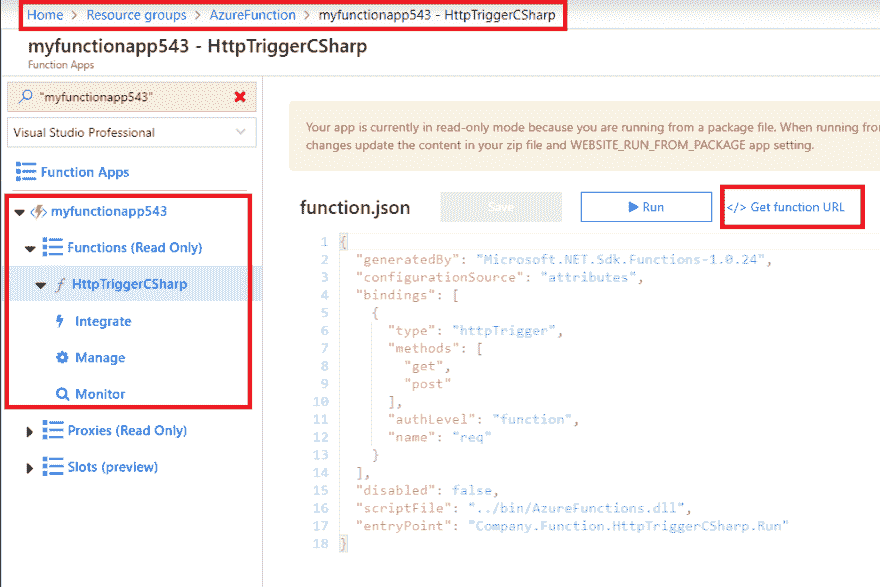 Home > Resource groups > AzureFunction > myfunctionapp543 - HttpTriggerCSharp
myfunctionapp543 - HttpTriggerCSharp
Function Apps
"myfunctionapp543"
Visual Studio Professional
Function Apps
myfunctionapp543
Functions (Read Only)
HttpTriggerCSharp
Integrate
Manage
Monitor
Proxies (Read Only)
Slots (preview)
Your app is currently in read-only mode because you are running from a package file. When running from
changes update the content in your zip file and WEBSITE_RUN_FROM_PACKAGE app setting.
function.json
Save
Run
</> Get function URL
1 {
2 "generatedBy": "Microsoft.NET.Sdk.Functions-1.0.24",
3 "configurationSource": "attributes",
4 "bindings": [
5 {
6 "type": "httpTrigger",
7 "methods": [
8 "get",
9 "post"
10 ],
11 "authLevel": "function",
12 "name": "req"
13 }
14 ],
15 "disabled": false,
16 "scriptFile": "../bin/AzureFunctions.dll",
17 "entryPoint": "Company.Function.HttpTriggerCSharp.Run"
18 }